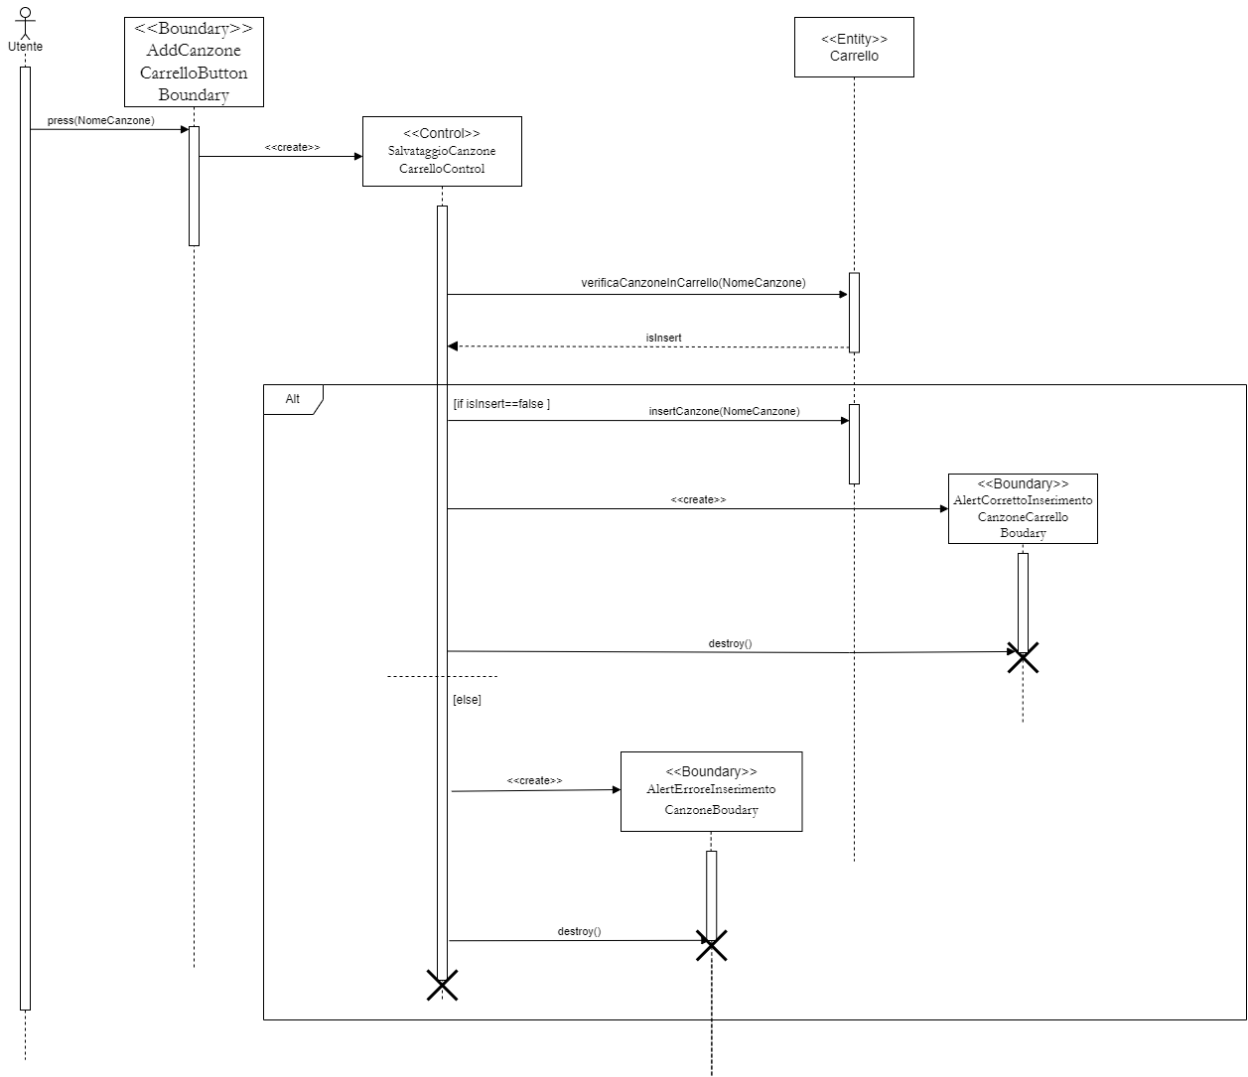 Utente
<<Boundary>>
AddCanzone
CarrelloButton
Boundary
<<Entity>>
Carrello
press(NomeCanzone)
<<create>>
<<Control>>
SalvataggioCanzone
CarrelloControl
verificaCanzoneInCarrello(NomeCanzone)
isInsert
Alt
[if isInsert==false ]
insertCanzone(NomeCanzone)
<<create>>
<<Boundary>>
AlertCorrettoInserimento
CanzoneCarrello
Boudary
destroy()
[else]
<<create>>
<<Boundary>>
AlertErroreInserimento
CanzoneBoudary
destroy()